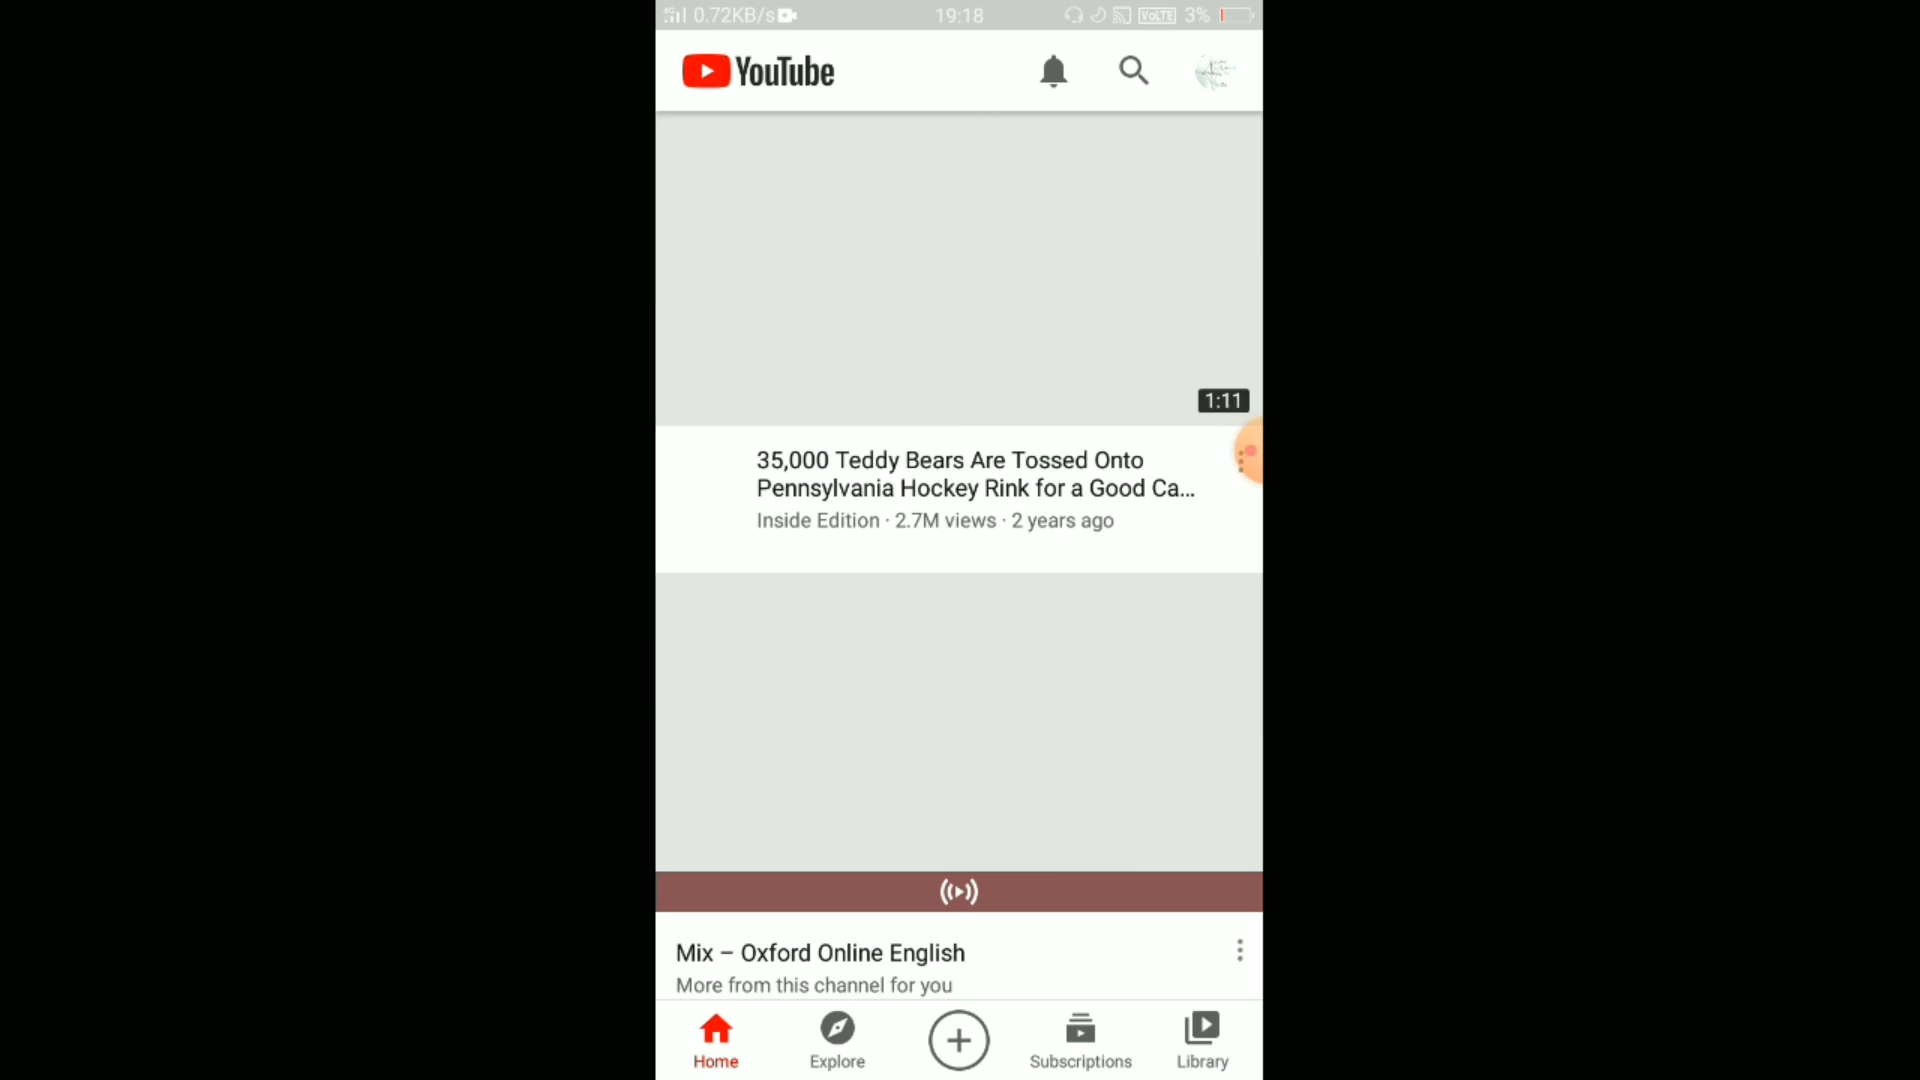 4G 0.72KB/s 19:18 VoLTE 3%
YouTube
1:11
35,000 Teddy Bears Are Tossed Onto
Pennsylvania Hockey Rink for a Good Ca...
Inside Edition · 2.7M views · 2 years ago
Mix – Oxford Online English
More from this channel for you
Home Explore Subscriptions Library